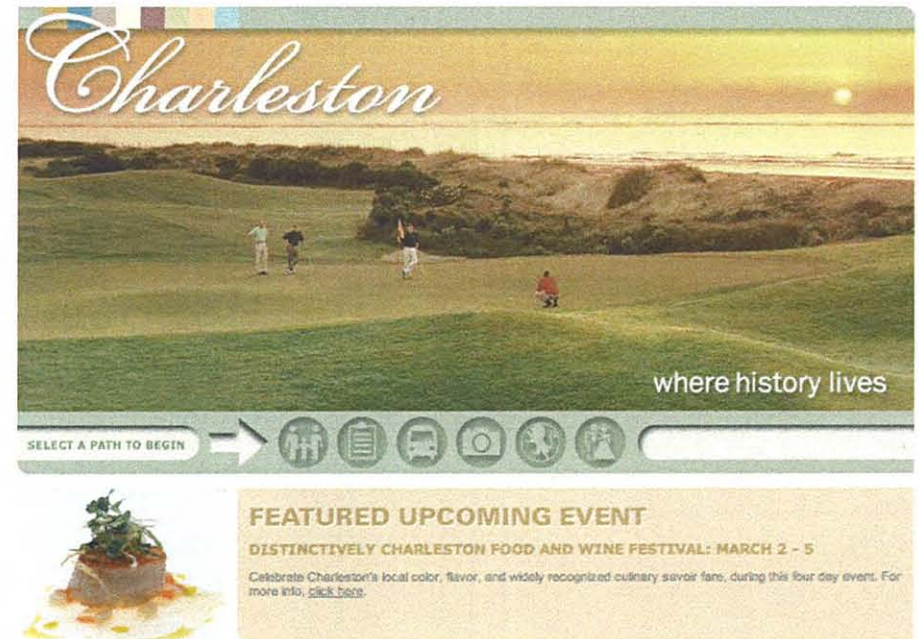 Charleston
where history lives
SELECT A PATH TO BEGIN
FEATURED UPCOMING EVENT
DISTINCTIVELY CHARLESTON FOOD AND WINE FESTIVAL: MARCH 2 - 5
Celebrate Charleston's local color, flavor, and widely recognized culinary savoir fare, during this four day event. For
more info, click here.